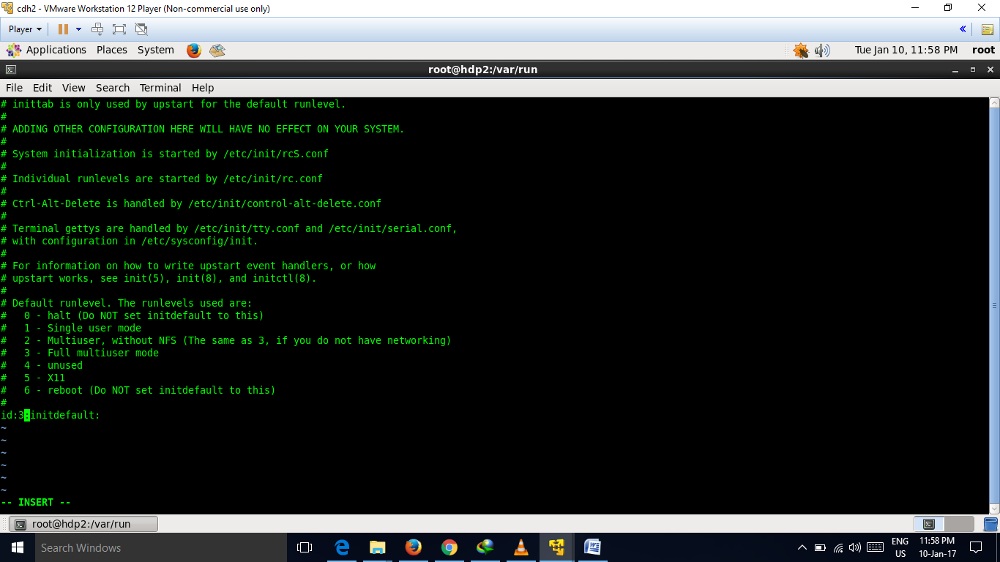 cdh2 - VMware Workstation 12 Player (Non-commercial use only)
Player
Applications Places System
Tue Jan 10, 11:58 PM root
root@hdp2:/var/run
File Edit View Search Terminal Help
# inittab is only used by upstart for the default runlevel.
#
# ADDING OTHER CONFIGURATION HERE WILL HAVE NO EFFECT ON YOUR SYSTEM.
#
# System initialization is started by /etc/init/rcS.conf
#
# Individual runlevels are started by /etc/init/rc.conf
#
# Ctrl-Alt-Delete is handled by /etc/init/control-alt-delete.conf
#
# Terminal gettys are handled by /etc/init/tty.conf and /etc/init/serial.conf,
# with configuration in /etc/sysconfig/init.
#
# For information on how to write upstart event handlers, or how
# upstart works, see init(5), init(8), and initctl(8).
#
# Default runlevel. The runlevels used are:
#   0 - halt (Do NOT set initdefault to this)
#   1 - Single user mode
#   2 - Multiuser, without NFS (The same as 3, if you do not have networking)
#   3 - Full multiuser mode
#   4 - unused
#   5 - X11
#   6 - reboot (Do NOT set initdefault to this)
#
id:3:initdefault:
~
~
~
~
~
~
-- INSERT --
root@hdp2:/var/run
Search Windows
ENG
US
11:58 PM
10-Jan-17